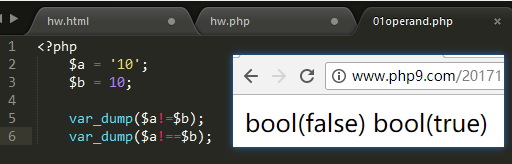 hw.html hw.php 01operand.php
1 <?php
2 $a = '10';
3 $b = 10;
4
5 var_dump($a!=$b);
6 var_dump($a!==$b);
www.php9.com/20171
bool(false) bool(true)